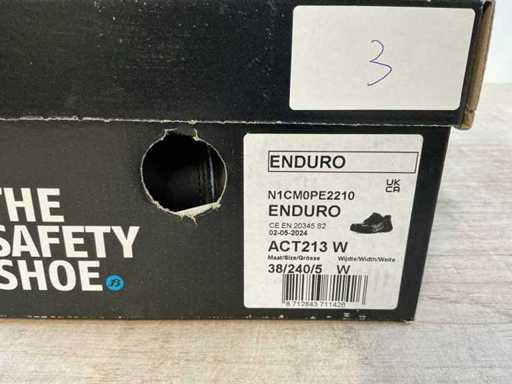 3
ENDURO
N1CM0PE2210
UK
CA
ENDURO
CE EN 20345 S2
02-05-2024
ACT213 W
Maat/Size/Grösse Wijdte/Width/Weite
38/240/5 W
8 712843 711426
THE
SAFETY
SHOE